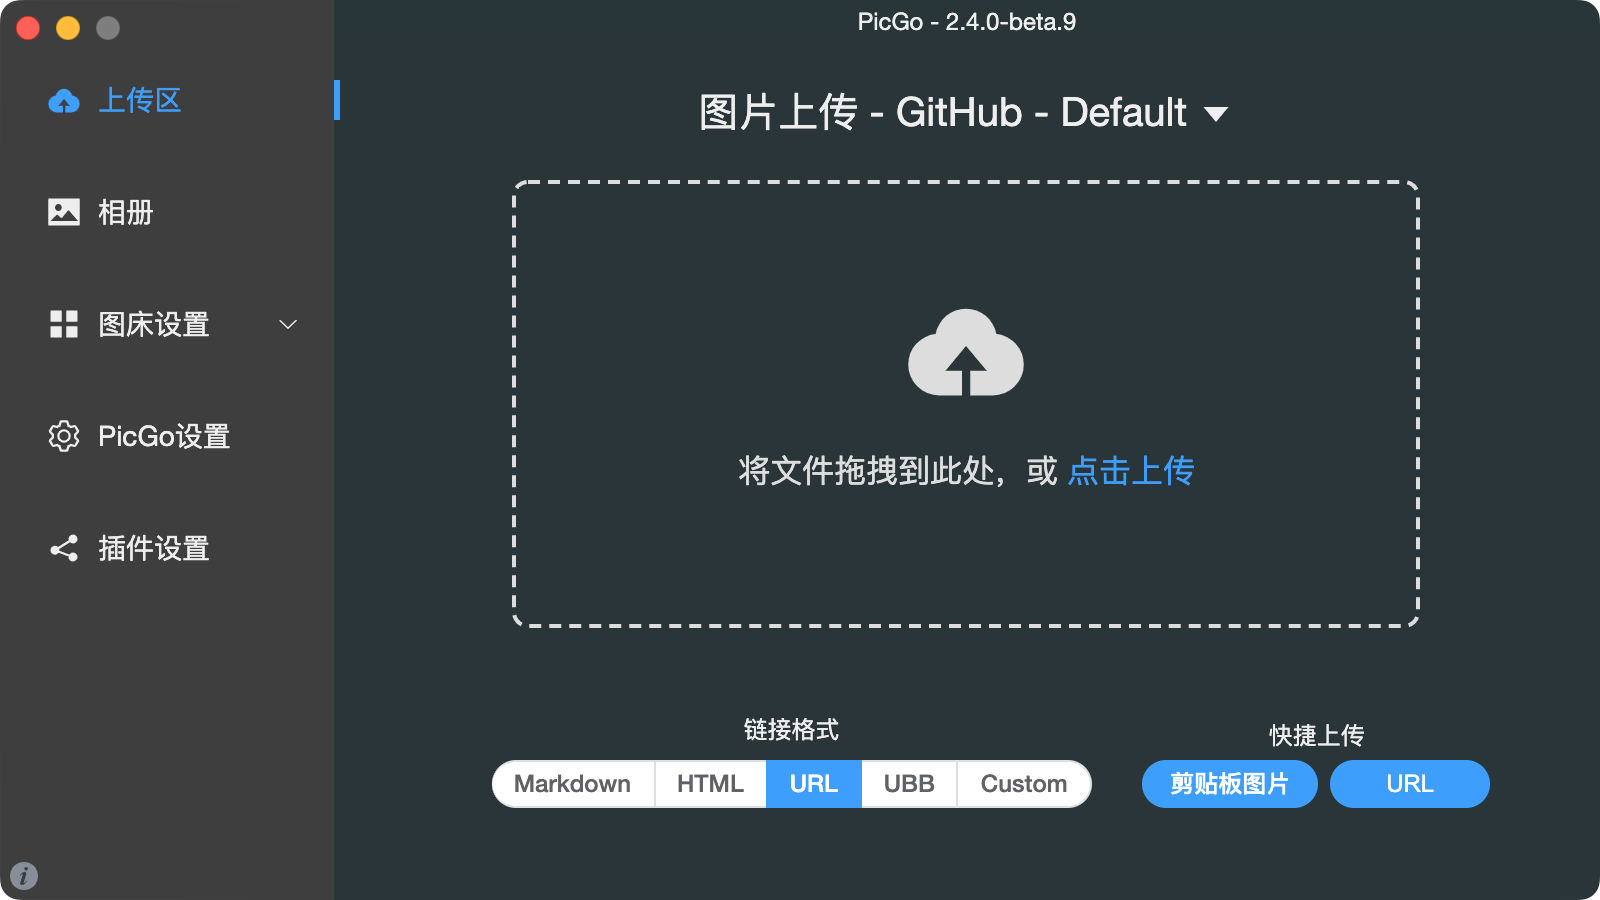 PicGo - 2.4.0-beta.9
上传区
相册
图床设置
PicGo设置
插件设置
图片上传 - GitHub - Default
将文件拖拽到此处，或 点击上传
链接格式
Markdown HTML URL UBB Custom
快捷上传
剪贴板图片 URL
i